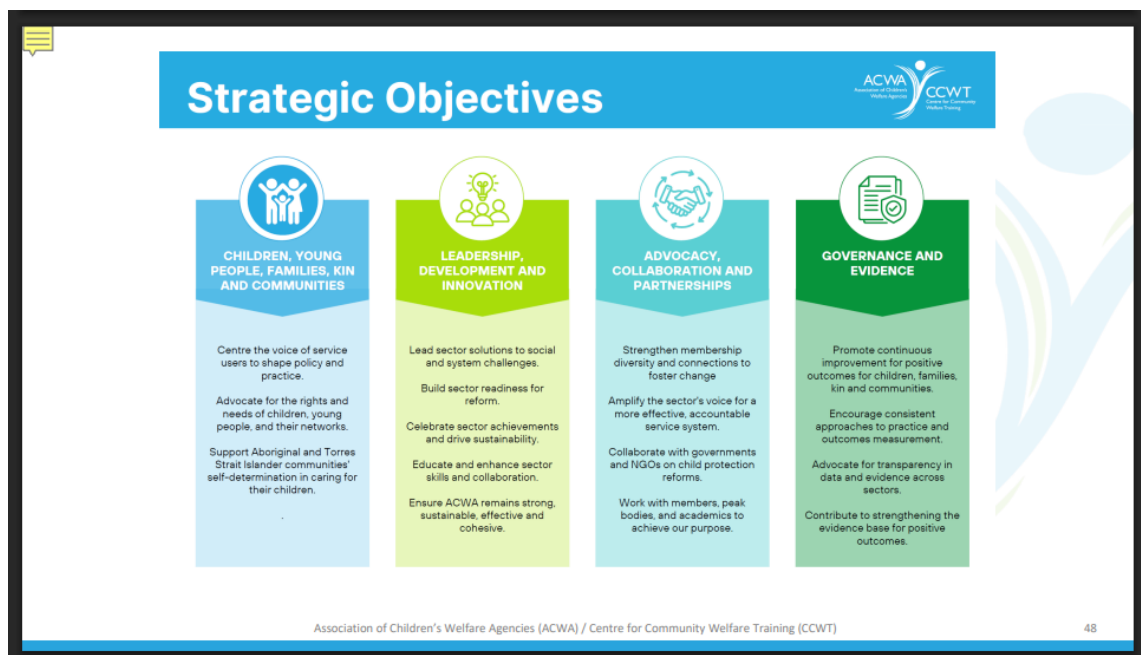 Strategic Objectives
ACWA
Association of Children's
Welfare Agencies
CCWT
Centre for Community
Welfare Training
CHILDREN, YOUNG
PEOPLE, FAMILIES, KIN
AND COMMUNITIES
Centre the voice of service
users to shape policy and
practice.
Advocate for the rights and
needs of children, young
people, and their networks.
Support Aboriginal and Torres
Strait Islander communities'
self-determination in caring for
their children.
.
LEADERSHIP,
DEVELOPMENT AND
INNOVATION
Lead sector solutions to social
and system challenges.
Build sector readiness for
reform.
Celebrate sector achievements
and drive sustainability.
Educate and enhance sector
skills and collaboration.
Ensure ACWA remains strong,
sustainable, effective and
cohesive.
ADVOCACY,
COLLABORATION AND
PARTNERSHIPS
Strengthen membership
diversity and connections to
foster change
Amplify the sector's voice for a
more effective, accountable
service system.
Collaborate with governments
and NGOs on child protection
reforms.
Work with members, peak
bodies, and academics to
achieve our purpose.
GOVERNANCE AND
EVIDENCE
Promote continuous
improvement for positive
outcomes for children, families,
kin and communities.
Encourage consistent
approaches to practice and
outcomes measurement.
Advocate for transparency in
data and evidence across
sectors.
Contribute to strengthening the
evidence base for positive
outcomes.
Association of Children's Welfare Agencies (ACWA) / Centre for Community Welfare Training (CCWT)
48